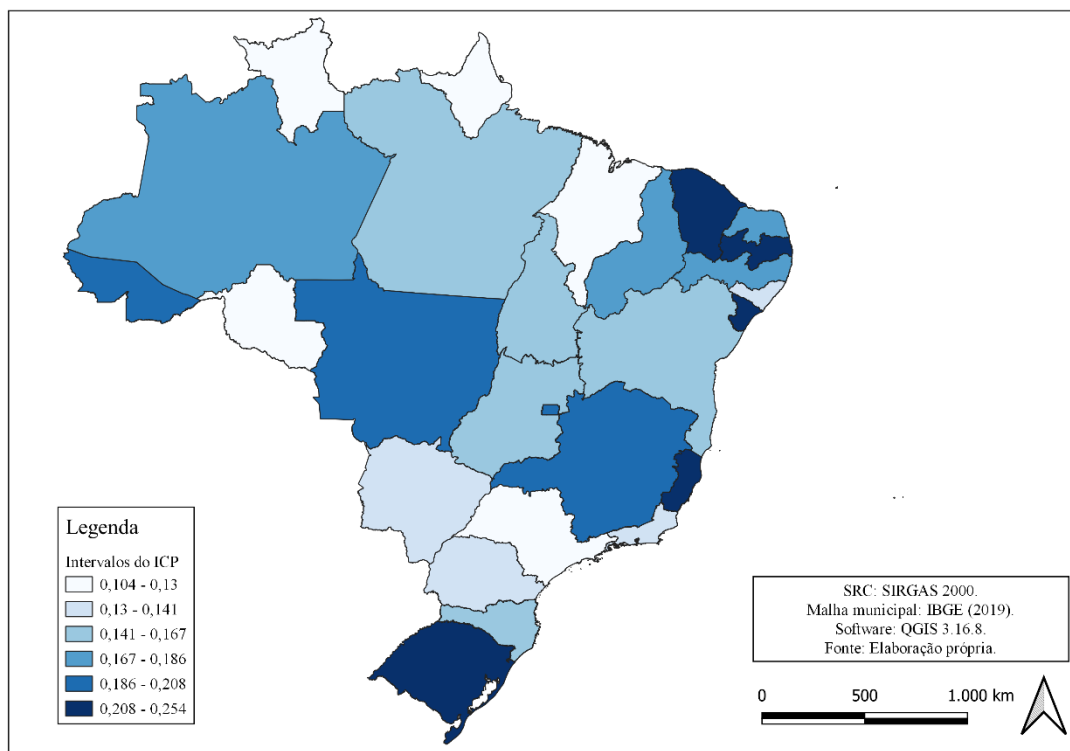 Legenda
Intervalos do ICP
0,104 - 0,13
0,13 - 0,141
0,141 - 0,167
0,167 - 0,186
0,186 - 0,208
0,208 - 0,254
SRC: SIRGAS 2000.
Malha municipal: IBGE (2019).
Software: QGIS 3.16.8.
Fonte: Elaboração própria.
0 500 1.000 km